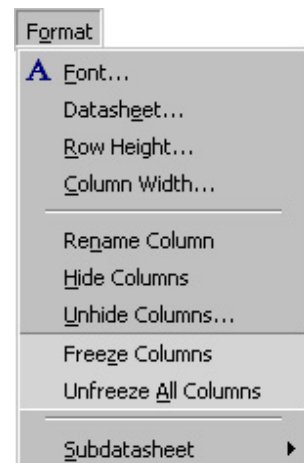 Format
Font...
Datasheet...
Row Height...
Column Width...
Rename Column
Hide Columns
Unhide Columns...
Freeze Columns
Unfreeze All Columns
Subdatasheet